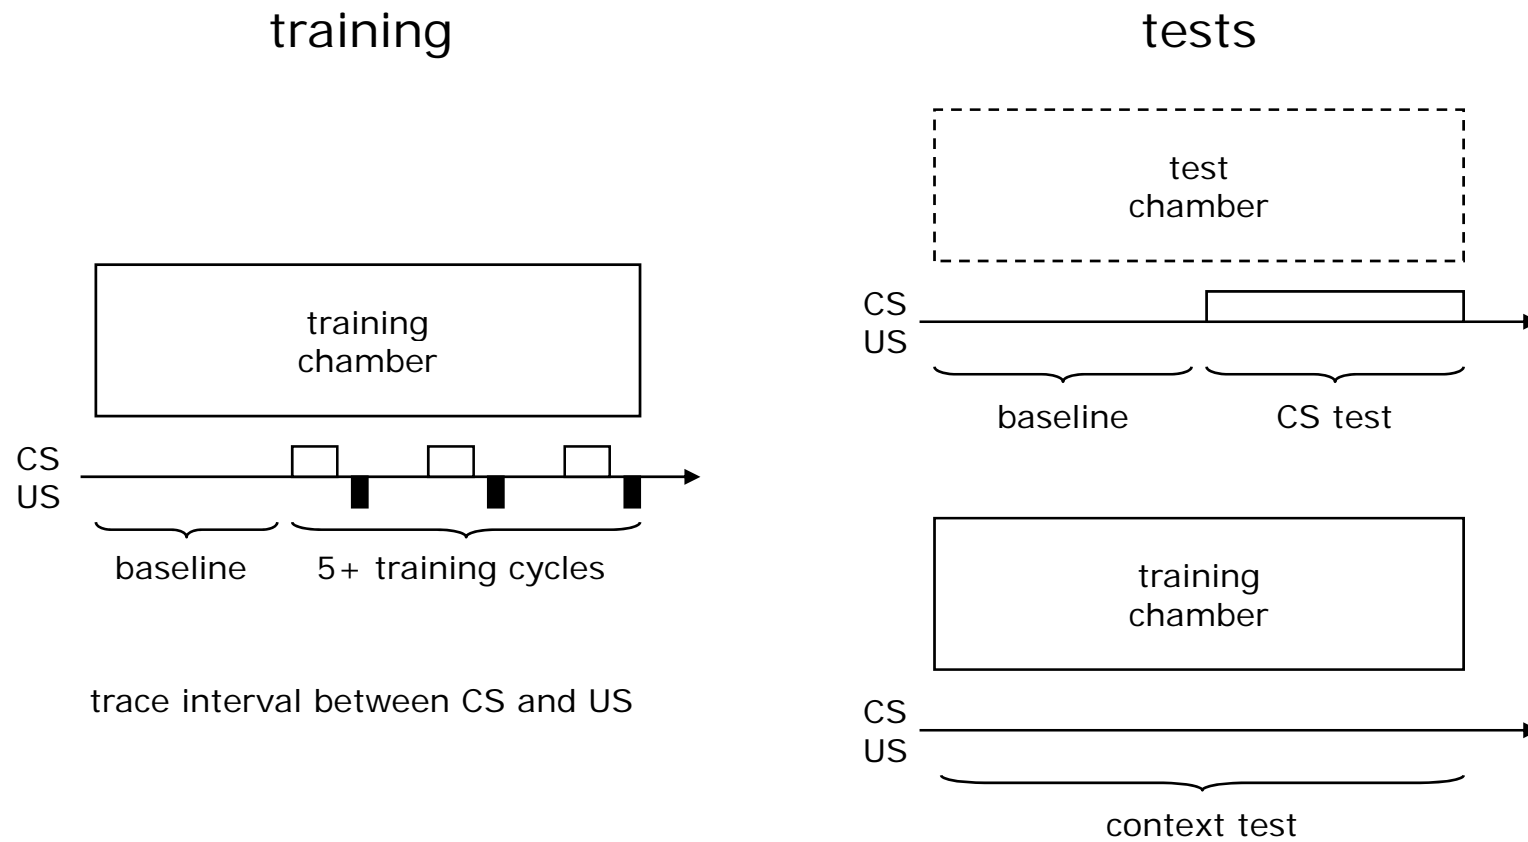 training
training
chamber
CS
US
baseline
5+ training cycles
trace interval between CS and US
tests
test
chamber
CS
US
baseline
CS test
training
chamber
CS
US
context test